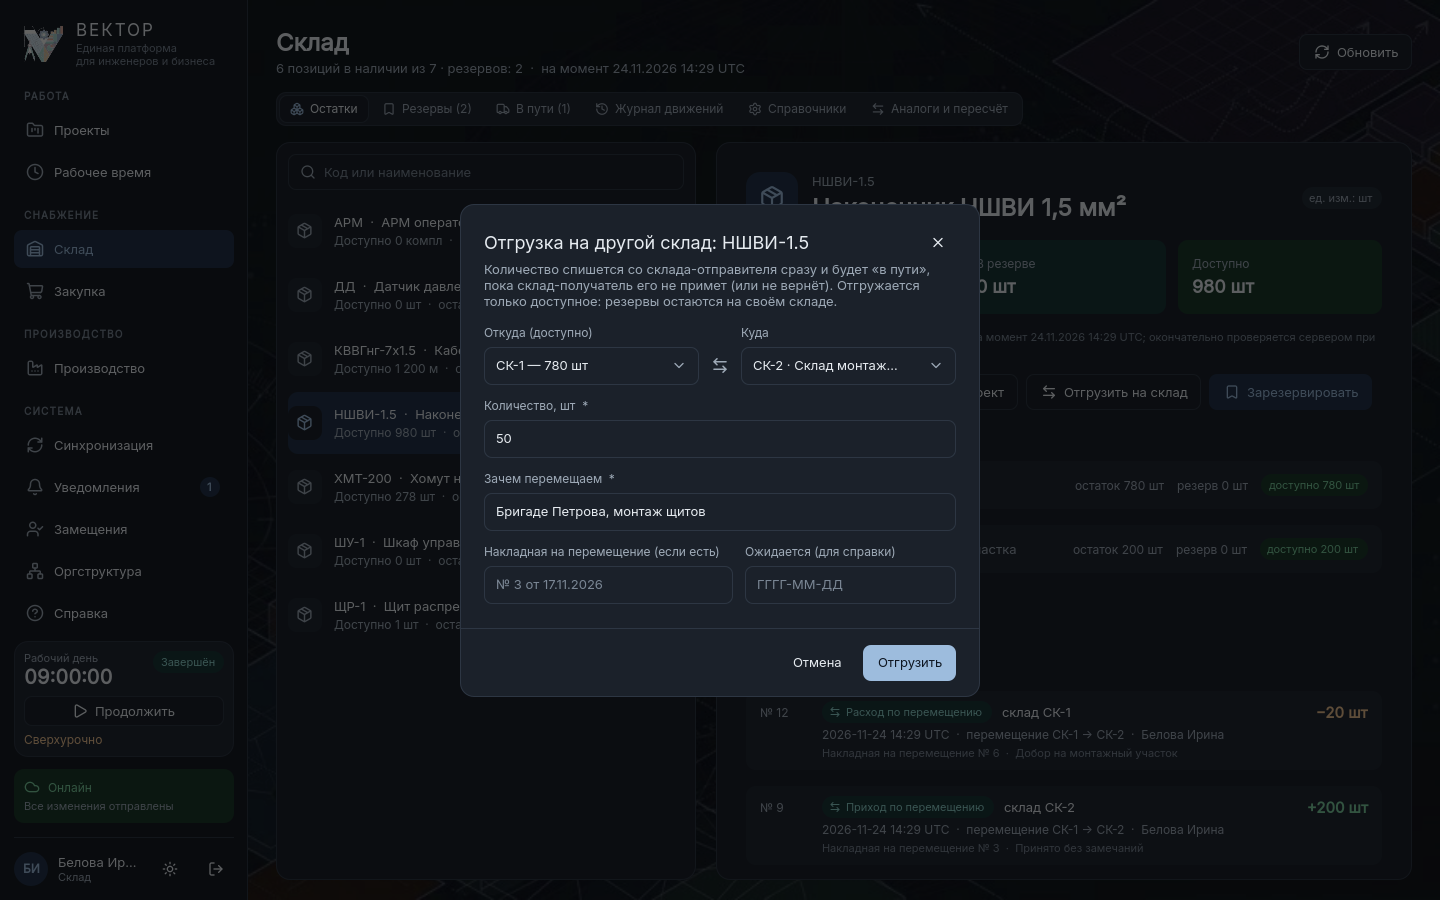 ВЕКТОР
Единая платформа
для инженеров и бизнеса
РАБОТА
Проекты
Рабочее время
СНАБЖЕНИЕ
Склад
Закупка
ПРОИЗВОДСТВО
Производство
СИСТЕМА
Синхронизация
Уведомления 1
Замещения
Оргструктура
Справка
Рабочий день
Завершён
09:00:00
Продолжить
Сверхурочно
Онлайн
Все изменения отправлены
БИ
Белова Ир...
Склад
Склад
6 позиций в наличии из 7 · резервов: 2 · на момент 24.11.2026 14:29 UTC
Обновить
Остатки
Резервы (2)
В пути (1)
Журнал движений
Справочники
Аналоги и пересчёт
Код или наименование
АРМ · АРМ операт
Доступно 0 компл ·
ДД · Датчик давле
Доступно 0 шт · ост
КВВГнг-7х1.5 · Каб
Доступно 1 200 м ·
НШВИ-1.5 · Наконе
Доступно 980 шт ·
ХМТ-200 · Хомут н
Доступно 278 шт ·
ШУ-1 · Шкаф управ
Доступно 0 шт · ост
ЩР-1 · Щит распре
Доступно 1 шт · ост
НШВИ-1.5
НШВИ 1,5 мм²
ед. изм.: шт
резерве
0 шт
Доступно
980 шт
момент 24.11.2026 14:29 UTC; окончательно проверяется сервером при
Отгрузить на склад
Зарезервировать
остаток 780 шт резерв 0 шт доступно 780 шт
остаток 200 шт резерв 0 шт доступно 200 шт
Отгрузка на другой склад: НШВИ-1.5
Количество спишется со склада-отправителя сразу и будет «в пути»,
пока склад-получатель его не примет (или не вернёт). Отгружается
только доступное: резервы остаются на своём складе.
Откуда (доступно)
Куда
СК-1 — 780 шт
СК-2 · Склад монтаж...
Количество, шт *
50
Зачем перемещаем *
Бригаде Петрова, монтаж щитов
Накладная на перемещение (если есть)
Ожидается (для справки)
№ 3 от 17.11.2026
ГГГГ-ММ-ДД
Отмена
Отгрузить
№ 12 Расход по перемещению склад СК-1 −20 шт
2026-11-24 14:29 UTC · перемещение СК-1 → СК-2 · Белова Ирина
Накладная на перемещение № 6 · Добор на монтажный участок
№ 9 Приход по перемещению склад СК-2 +200 шт
2026-11-24 14:29 UTC · перемещение СК-1 → СК-2 · Белова Ирина
Накладная на перемещение № 3 · Принято без замечаний